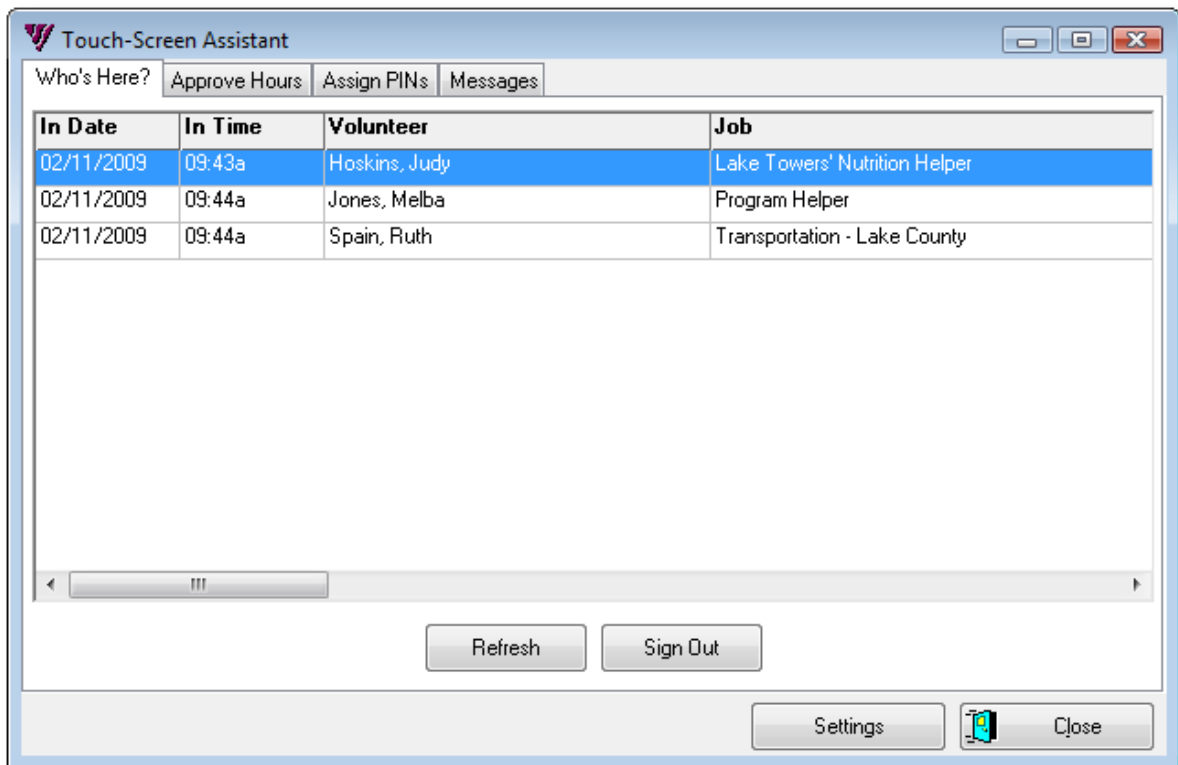 Touch-Screen Assistant
Who's Here? Approve Hours Assign PINs Messages
In Date In Time Volunteer Job
02/11/2009 09:43a Hoskins, Judy Lake Towers' Nutrition Helper
02/11/2009 09:44a Jones, Melba Program Helper
02/11/2009 09:44a Spain, Ruth Transportation - Lake County
Refresh Sign Out
Settings Close